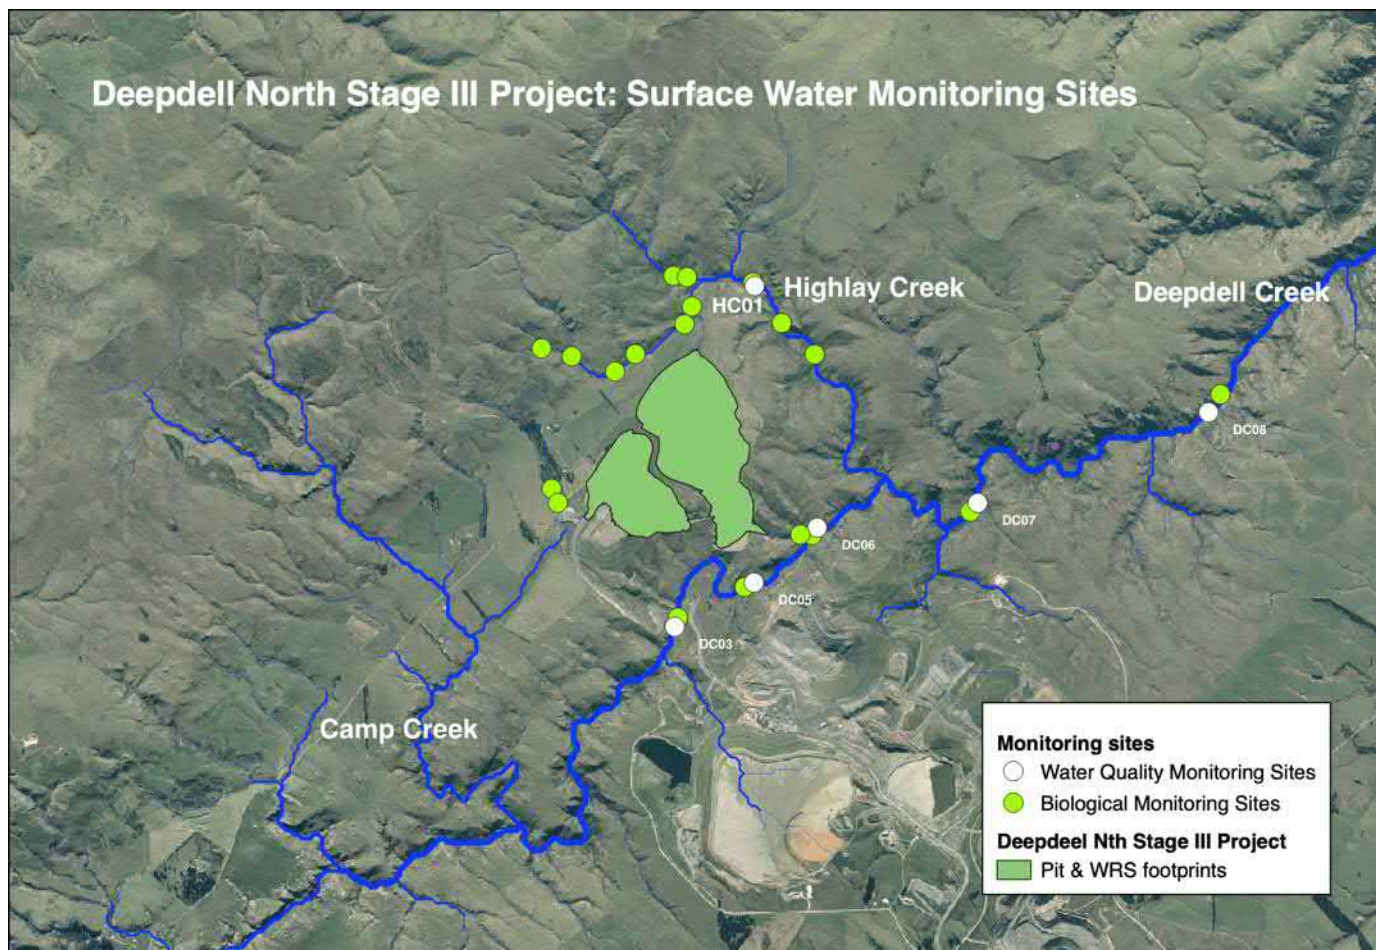 Deepdell North Stage III Project: Surface Water Monitoring Sites
Highlay Creek
Deepdell Creek
HC01
DC08
DC07
DC06
DC05
DC03
Camp Creek
Monitoring sites
Water Quality Monitoring Sites
Biological Monitoring Sites
Deepdeel Nth Stage III Project
Pit & WRS footprints